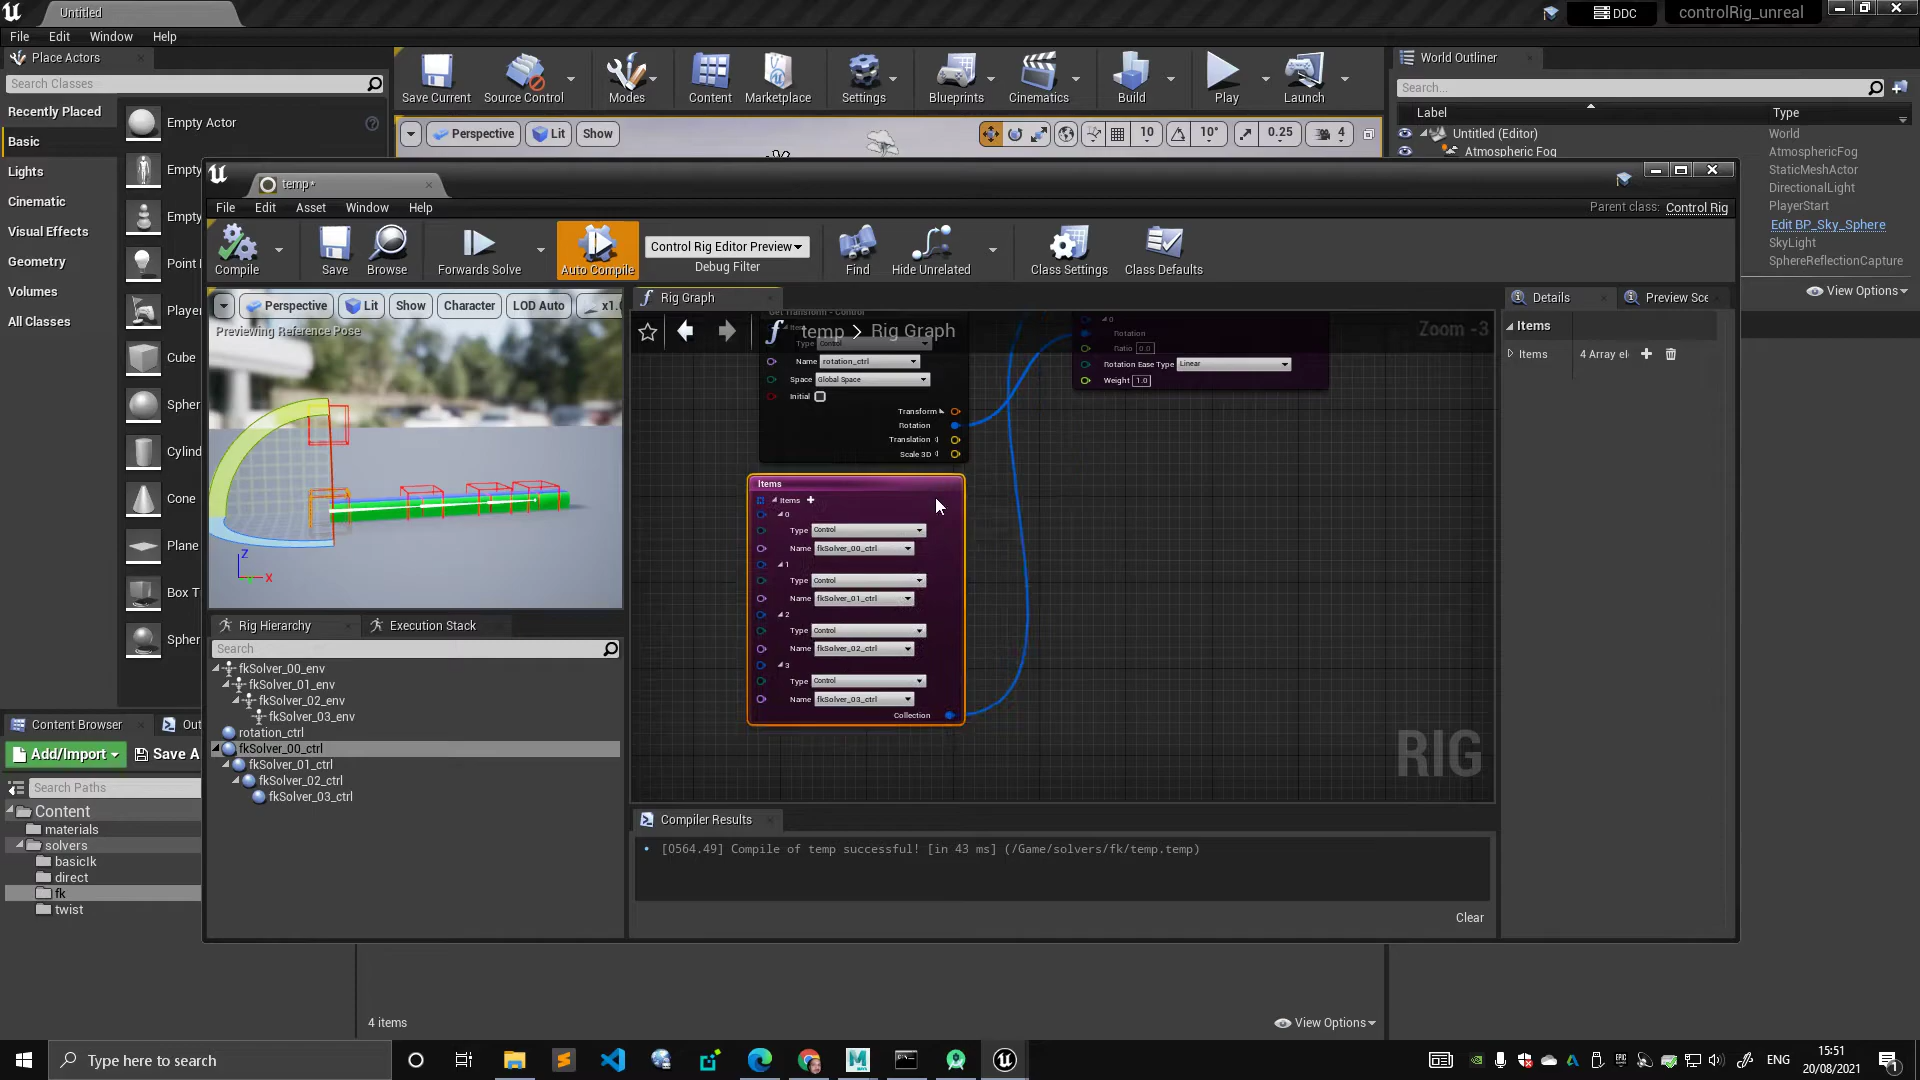 Untitled
DDC
controlRig_unreal
File Edit Window Help
Place Actors
Search Classes
Recently Placed
Basic
Lights
Cinematic
Visual Effects
Geometry
Volumes
All Classes
Empty Actor
Empty
Empty
Point
Player
Cube
Spher
Cylind
Cone
Plane
Box T
Spher
Save Current
Source Control
Modes
Content
Marketplace
Settings
Blueprints
Cinematics
Build
Play
Launch
Perspective
Lit
Show
10
10°
0.25
4
World Outliner
Search...
Label
Type
Untitled (Editor)
World
Atmospheric Fog
AtmosphericFog
StaticMeshActor
DirectionalLight
PlayerStart
Edit BP_Sky_Sphere
SkyLight
SphereReflectionCapture
View Options
temp*
File Edit Asset Window Help
Parent class: Control Rig
Compile
Save
Browse
Forwards Solve
Auto Compile
Control Rig Editor Preview
Debug Filter
Find
Hide Unrelated
Class Settings
Class Defaults
Perspective
Lit
Show
Character
LOD Auto
x1.0
Previewing Reference Pose
Z
X
Rig Hierarchy
Execution Stack
Search
fkSolver_00_env
fkSolver_01_env
fkSolver_02_env
fkSolver_03_env
rotation_ctrl
fkSolver_00_ctrl
fkSolver_01_ctrl
fkSolver_02_ctrl
fkSolver_03_ctrl
Rig Graph
temp > Rig Graph
Zoom -3
Get Transform - Control
Type Control
Name rotation_ctrl
Space Global Space
Initial
Transform
Rotation
Translation
Scale 3D
0
Rotation
Ratio 0.0
Rotation Ease Type Linear
Weight 1.0
Items
Items
0
Type Control
Name fkSolver_00_ctrl
1
Type Control
Name fkSolver_01_ctrl
2
Type Control
Name fkSolver_02_ctrl
3
Type Control
Name fkSolver_03_ctrl
Collection
RIG
Compiler Results
[0564.49] Compile of temp successful! [in 43 ms] (/Game/solvers/fk/temp.temp)
Clear
Details
Preview Sce
Items
Items
4 Array el
Content Browser
Out
Add/Import
Save A
Search Paths
Content
materials
solvers
basicIk
direct
fk
twist
4 items
View Options
Type here to search
ENG
15:51
20/08/2021
1